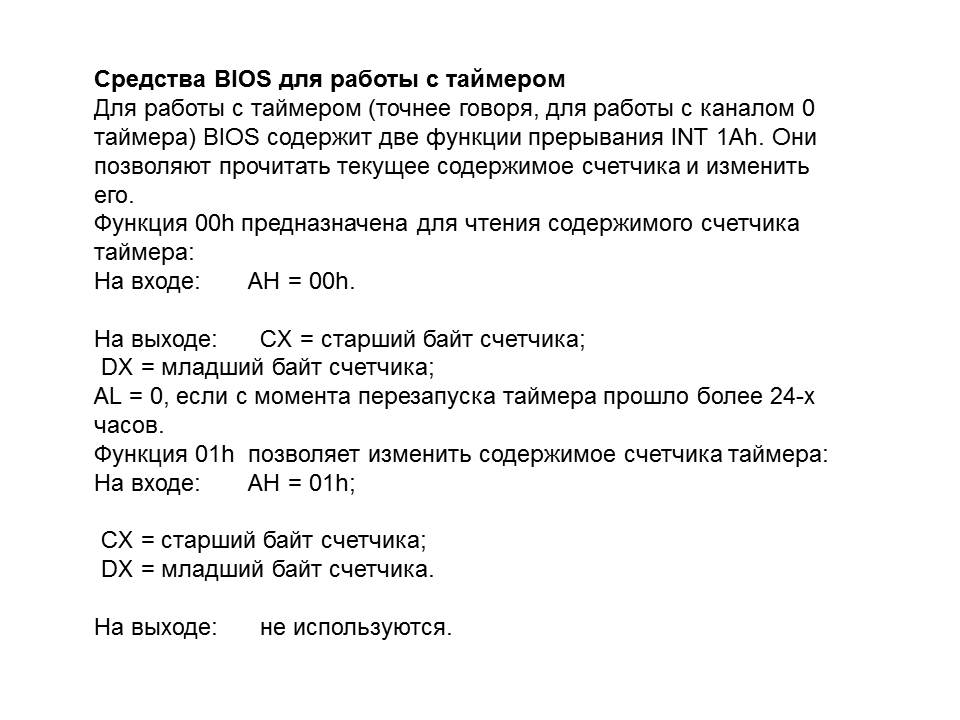 Средства BIOS для работы с таймером
Для работы с таймером (точнее говоря, для работы с каналом 0
таймера) BIOS содержит две функции прерывания INT 1Ah. Они
позволяют прочитать текущее содержимое счетчика и изменить
его.
Функция 00h предназначена для чтения содержимого счетчика
таймера:
На входе: AH = 00h.
На выходе: CX = старший байт счетчика;
DX = младший байт счетчика;
AL = 0, если с момента перезапуска таймера прошло более 24-х
часов.
Функция 01h позволяет изменить содержимое счетчика таймера:
На входе: AH = 01h;
CX = старший байт счетчика;
DX = младший байт счетчика.
На выходе: не используются.